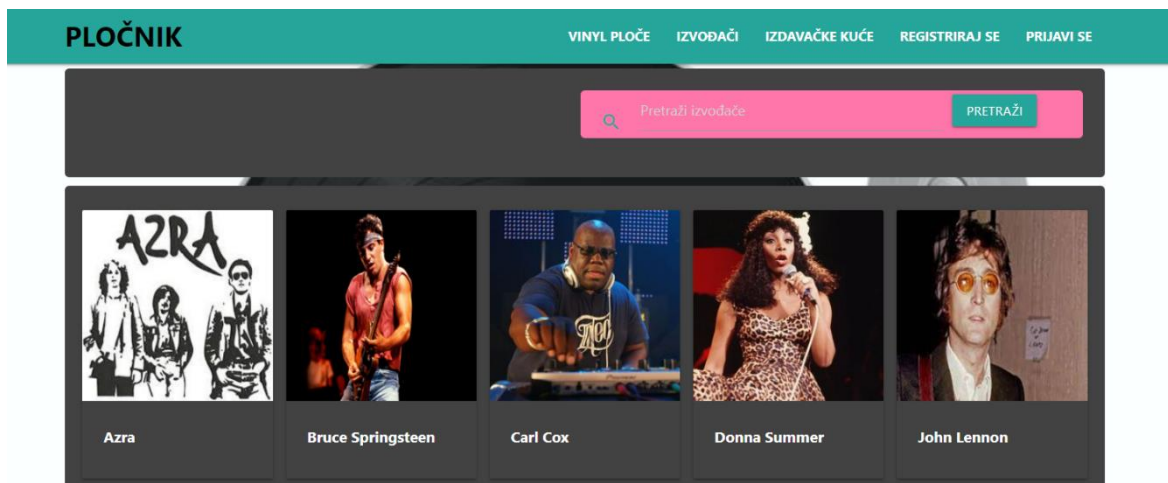 PLOČNIK
VINYL PLOČE IZVOĐAČI IZDAVAČKE KUĆE REGISTRIRAJ SE PRIJAVI SE
Pretraži izvođače PRETRAŽI
AZRA
Azra Bruce Springsteen Carl Cox Donna Summer John Lennon